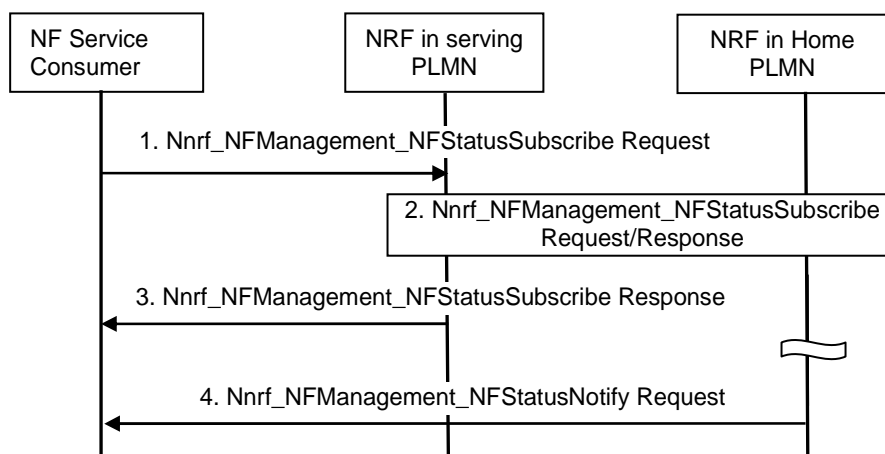 NF Service
Consumer
NRF in serving
PLMN
NRF in Home
PLMN
1. Nnrf_NFManagement_NFStatusSubscribe Request
2. Nnrf_NFManagement_NFStatusSubscribe
Request/Response
3. Nnrf_NFManagement_NFStatusSubscribe Response
4. Nnrf_NFManagement_NFStatusNotify Request